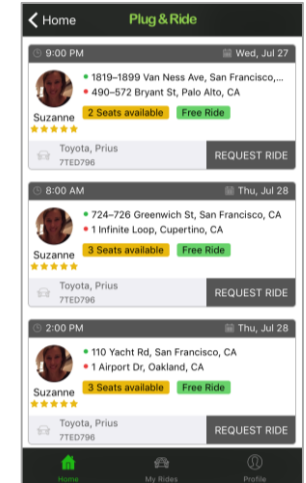 Home
Plug & Ride
9:00 PM
Wed, Jul 27
1819–1899 Van Ness Ave, San Francisco,...
490–572 Bryant St, Palo Alto, CA
Suzanne
2 Seats available
Free Ride
Toyota, Prius
7TED796
REQUEST RIDE
8:00 AM
Thu, Jul 28
724–726 Greenwich St, San Francisco, CA
1 Infinite Loop, Cupertino, CA
Suzanne
3 Seats available
Free Ride
Toyota, Prius
7TED796
REQUEST RIDE
2:00 PM
Thu, Jul 28
110 Yacht Rd, San Francisco, CA
1 Airport Dr, Oakland, CA
Suzanne
3 Seats available
Free Ride
Toyota, Prius
7TED796
REQUEST RIDE
Home
My Rides
Profile